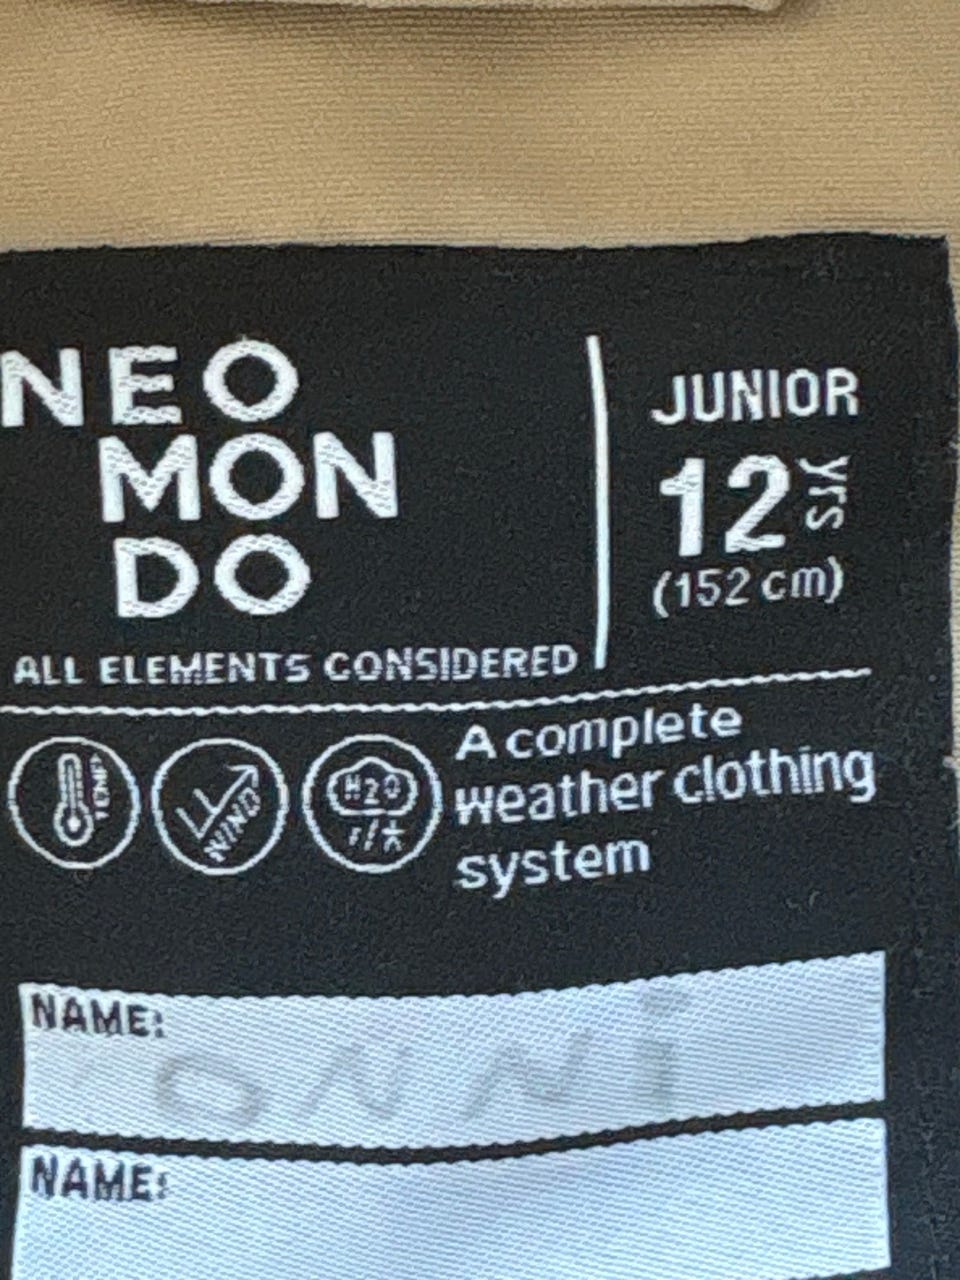 NEO
MON
DO
ALL ELEMENTS CONSIDERED
JUNIOR
12 yrs
(152 cm)
TEMP
WIND
H2O
A complete
weather clothing
system
NAME:
ONNI
NAME: